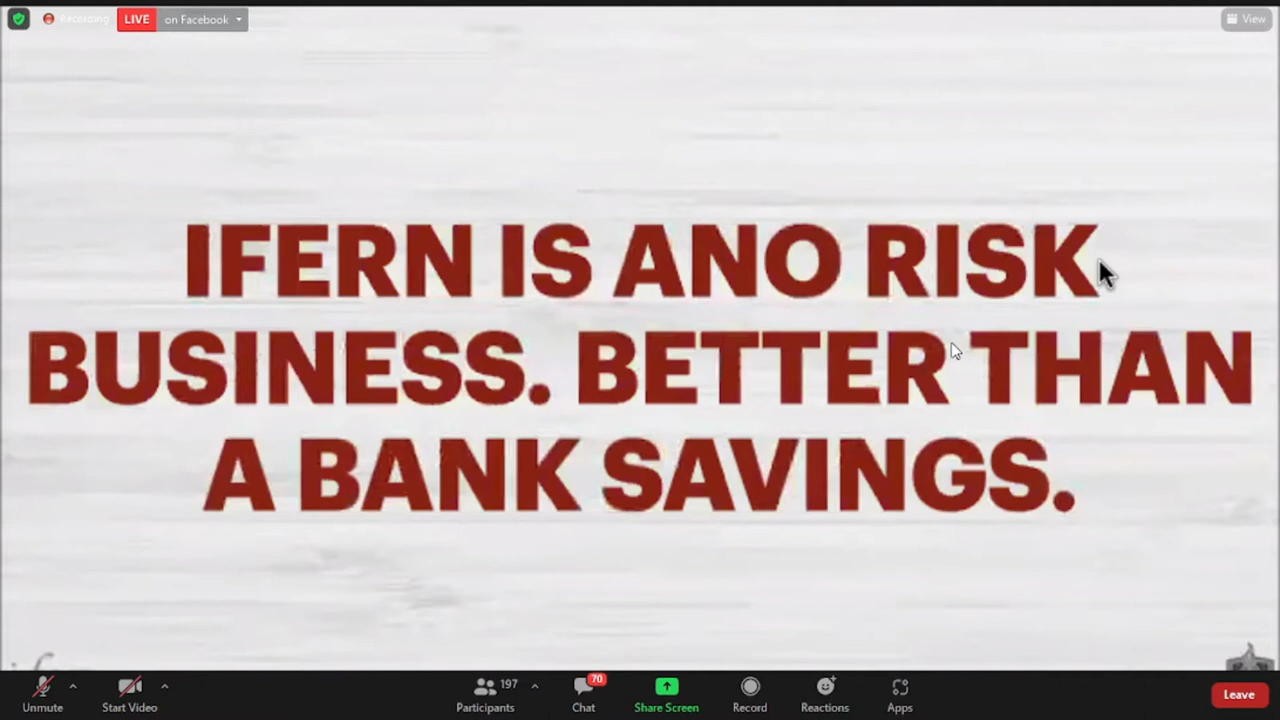 Recording LIVE on Facebook View
IFERN IS ANO RISK
BUSINESS. BETTER THAN
A BANK SAVINGS.
197 70
Unmute Start Video Participants Chat Share Screen Record Reactions Apps Leave